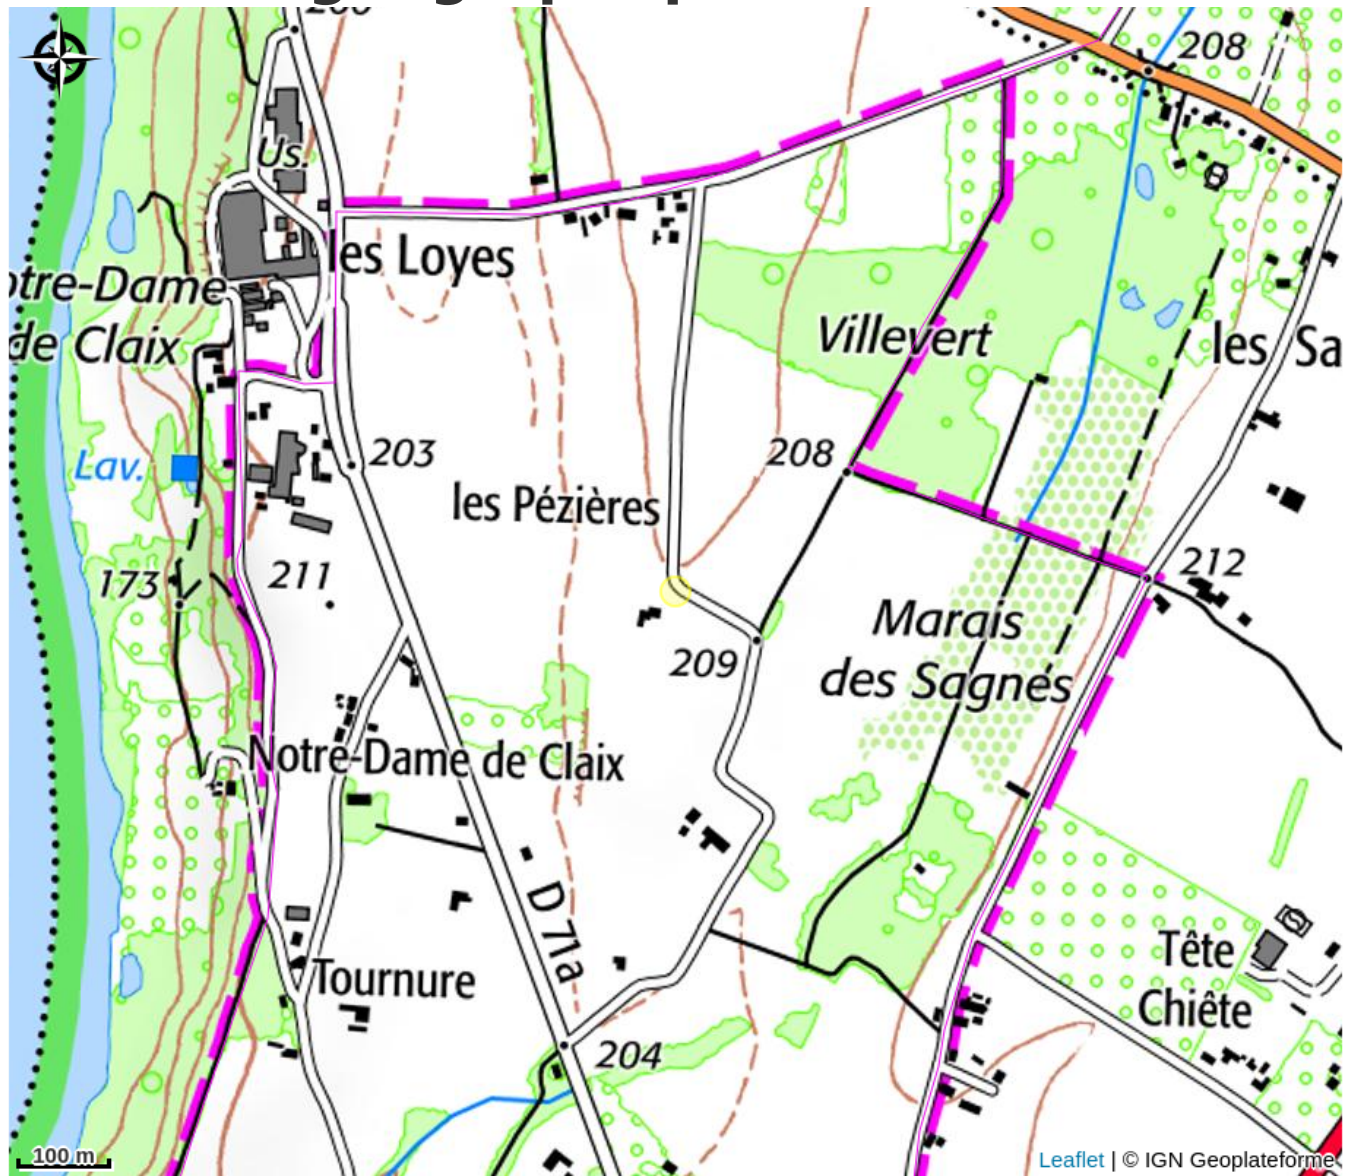 208
Us.
les Loyes
otre-Dame
de Claix
Villevert
les Sa
203
208
Lav.
les Pézières
212
173
211
Marais
des Sagnes
209
Notre-Dame de Claix
D 71a
Tournure
Tête
Chiête
204
100 m
Leaflet | © IGN Geoplateforme